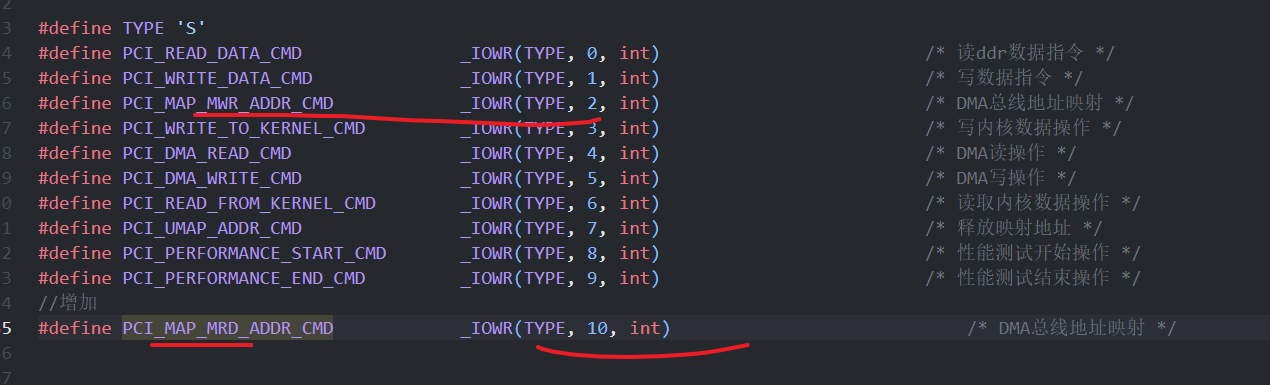 2
3 #define TYPE 'S'
4 #define PCI_READ_DATA_CMD _IOWR(TYPE, 0, int) /* 读ddr数据指令 */
5 #define PCI_WRITE_DATA_CMD _IOWR(TYPE, 1, int) /* 写数据指令 */
6 #define PCI_MAP_MWR_ADDR_CMD _IOWR(TYPE, 2, int) /* DMA总线地址映射 */
7 #define PCI_WRITE_TO_KERNEL_CMD _IOWR(TYPE, 3, int) /* 写内核数据操作 */
8 #define PCI_DMA_READ_CMD _IOWR(TYPE, 4, int) /* DMA读操作 */
9 #define PCI_DMA_WRITE_CMD _IOWR(TYPE, 5, int) /* DMA写操作 */
0 #define PCI_READ_FROM_KERNEL_CMD _IOWR(TYPE, 6, int) /* 读取内核数据操作 */
1 #define PCI_UMAP_ADDR_CMD _IOWR(TYPE, 7, int) /* 释放映射地址 */
2 #define PCI_PERFORMANCE_START_CMD _IOWR(TYPE, 8, int) /* 性能测试开始操作 */
3 #define PCI_PERFORMANCE_END_CMD _IOWR(TYPE, 9, int) /* 性能测试结束操作 */
4 //增加
5 #define PCI_MAP_MRD_ADDR_CMD _IOWR(TYPE, 10, int) /* DMA总线地址映射 */
6
7